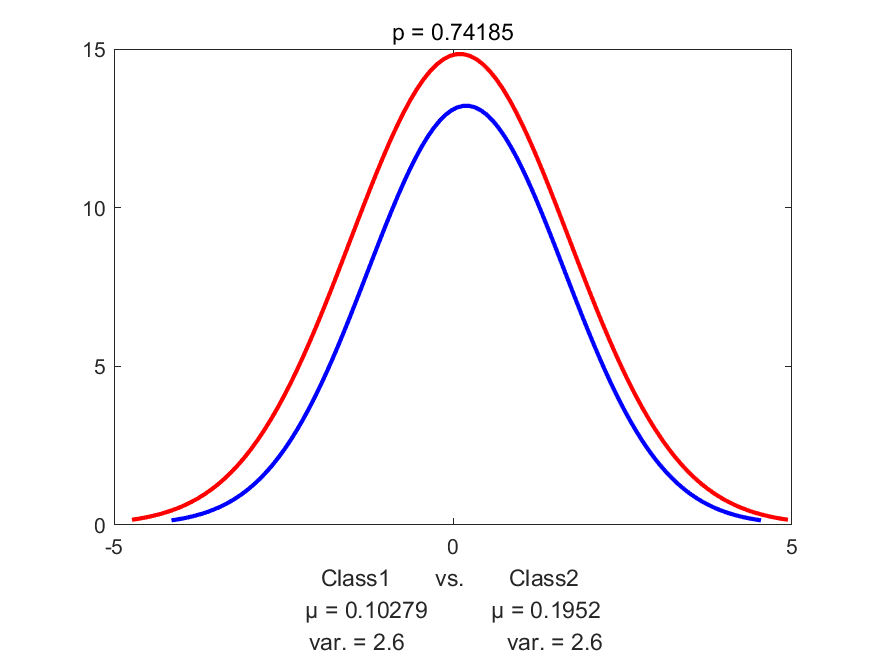 p = 0.74185
15
10
5
0
-5 0 5
Class1 vs. Class2
μ = 0.10279 μ = 0.1952
var. = 2.6 var. = 2.6